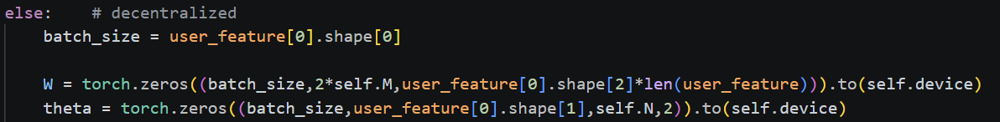 else:    # decentralized
    batch_size = user_feature[0].shape[0]
    W = torch.zeros((batch_size,2*self.M,user_feature[0].shape[2]*len(user_feature))).to(self.device)
    theta = torch.zeros((batch_size,user_feature[0].shape[1],self.N,2)).to(self.device)